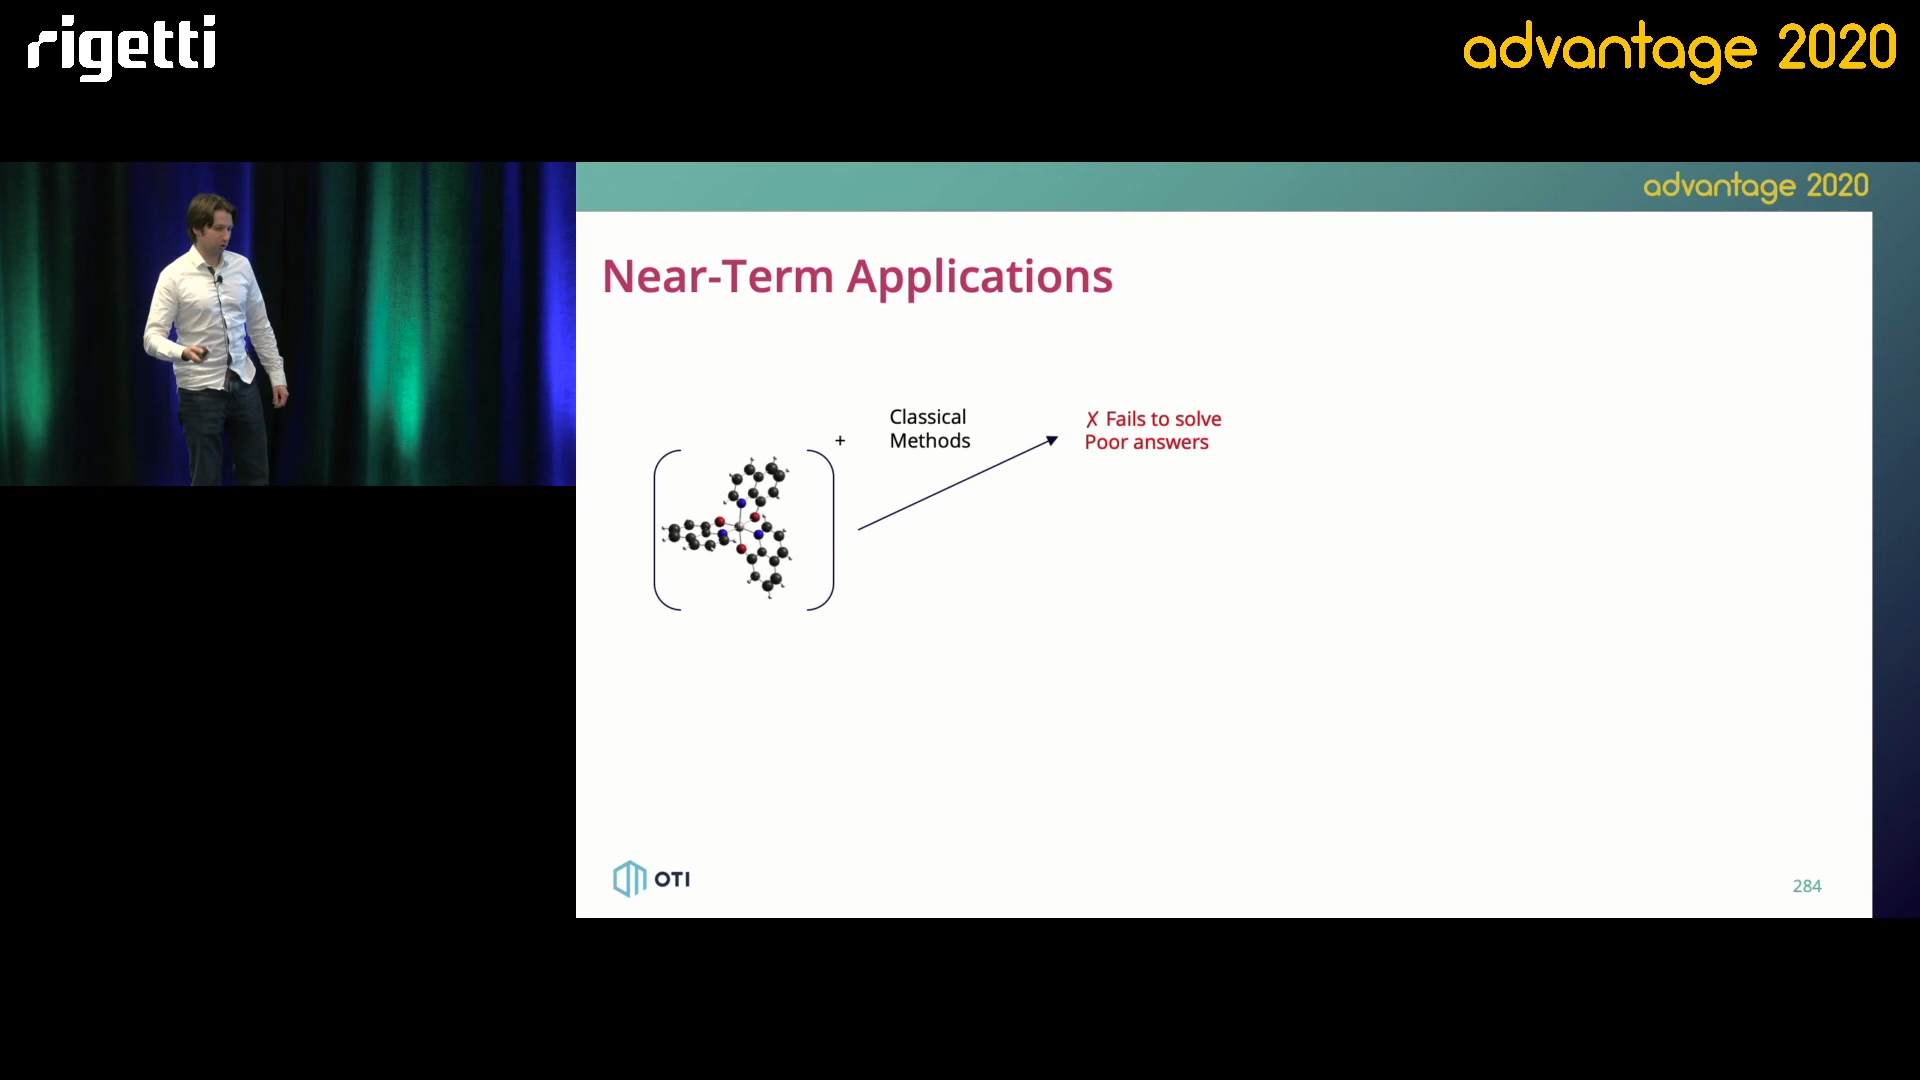 rigetti
advantage 2020
advantage 2020
Near-Term Applications
+
Classical
Methods
✗ Fails to solve
Poor answers
OTI
284